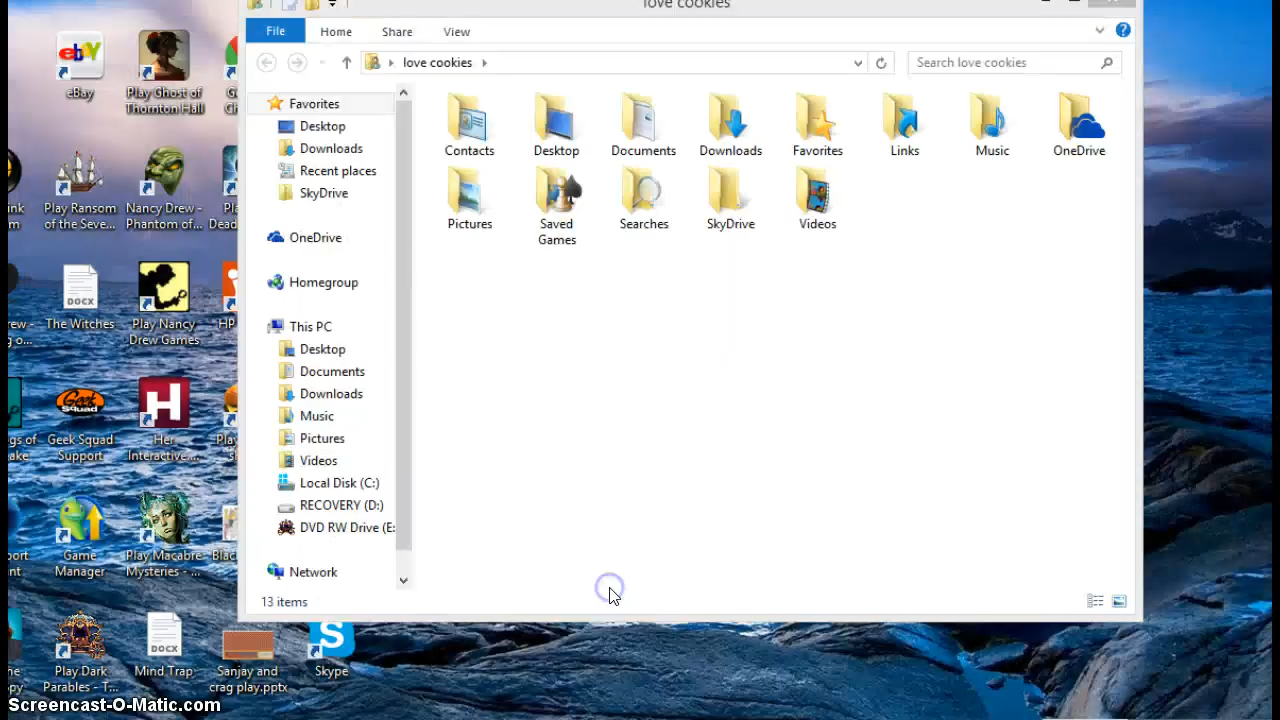 love cookies
File Home Share View
love cookies
Search love cookies
Favorites
Desktop
Downloads
Recent places
SkyDrive
OneDrive
Homegroup
This PC
Desktop
Documents
Downloads
Music
Pictures
Videos
Local Disk (C:)
RECOVERY (D:)
DVD RW Drive (E:
Network
Contacts Desktop Documents Downloads Favorites Links Music OneDrive
Pictures Saved Games Searches SkyDrive Videos
13 items
ebY
eBay
Play Ghost of
Thornton Hall
Play Ransom
of the Seve...
Nancy Drew -
Phantom of...
DOCX
The Witches
Play Nancy
Drew Games
HP
Geek Squad
Geek Squad
Support
H
Her
Interactive...
Game
Manager
Play Macabre
Mysteries - ...
Play Dark
Parables - T...
DOCX
Mind Trap
Sanjay and
crag play.pptx
S
Skype
Screencast-O-Matic.com